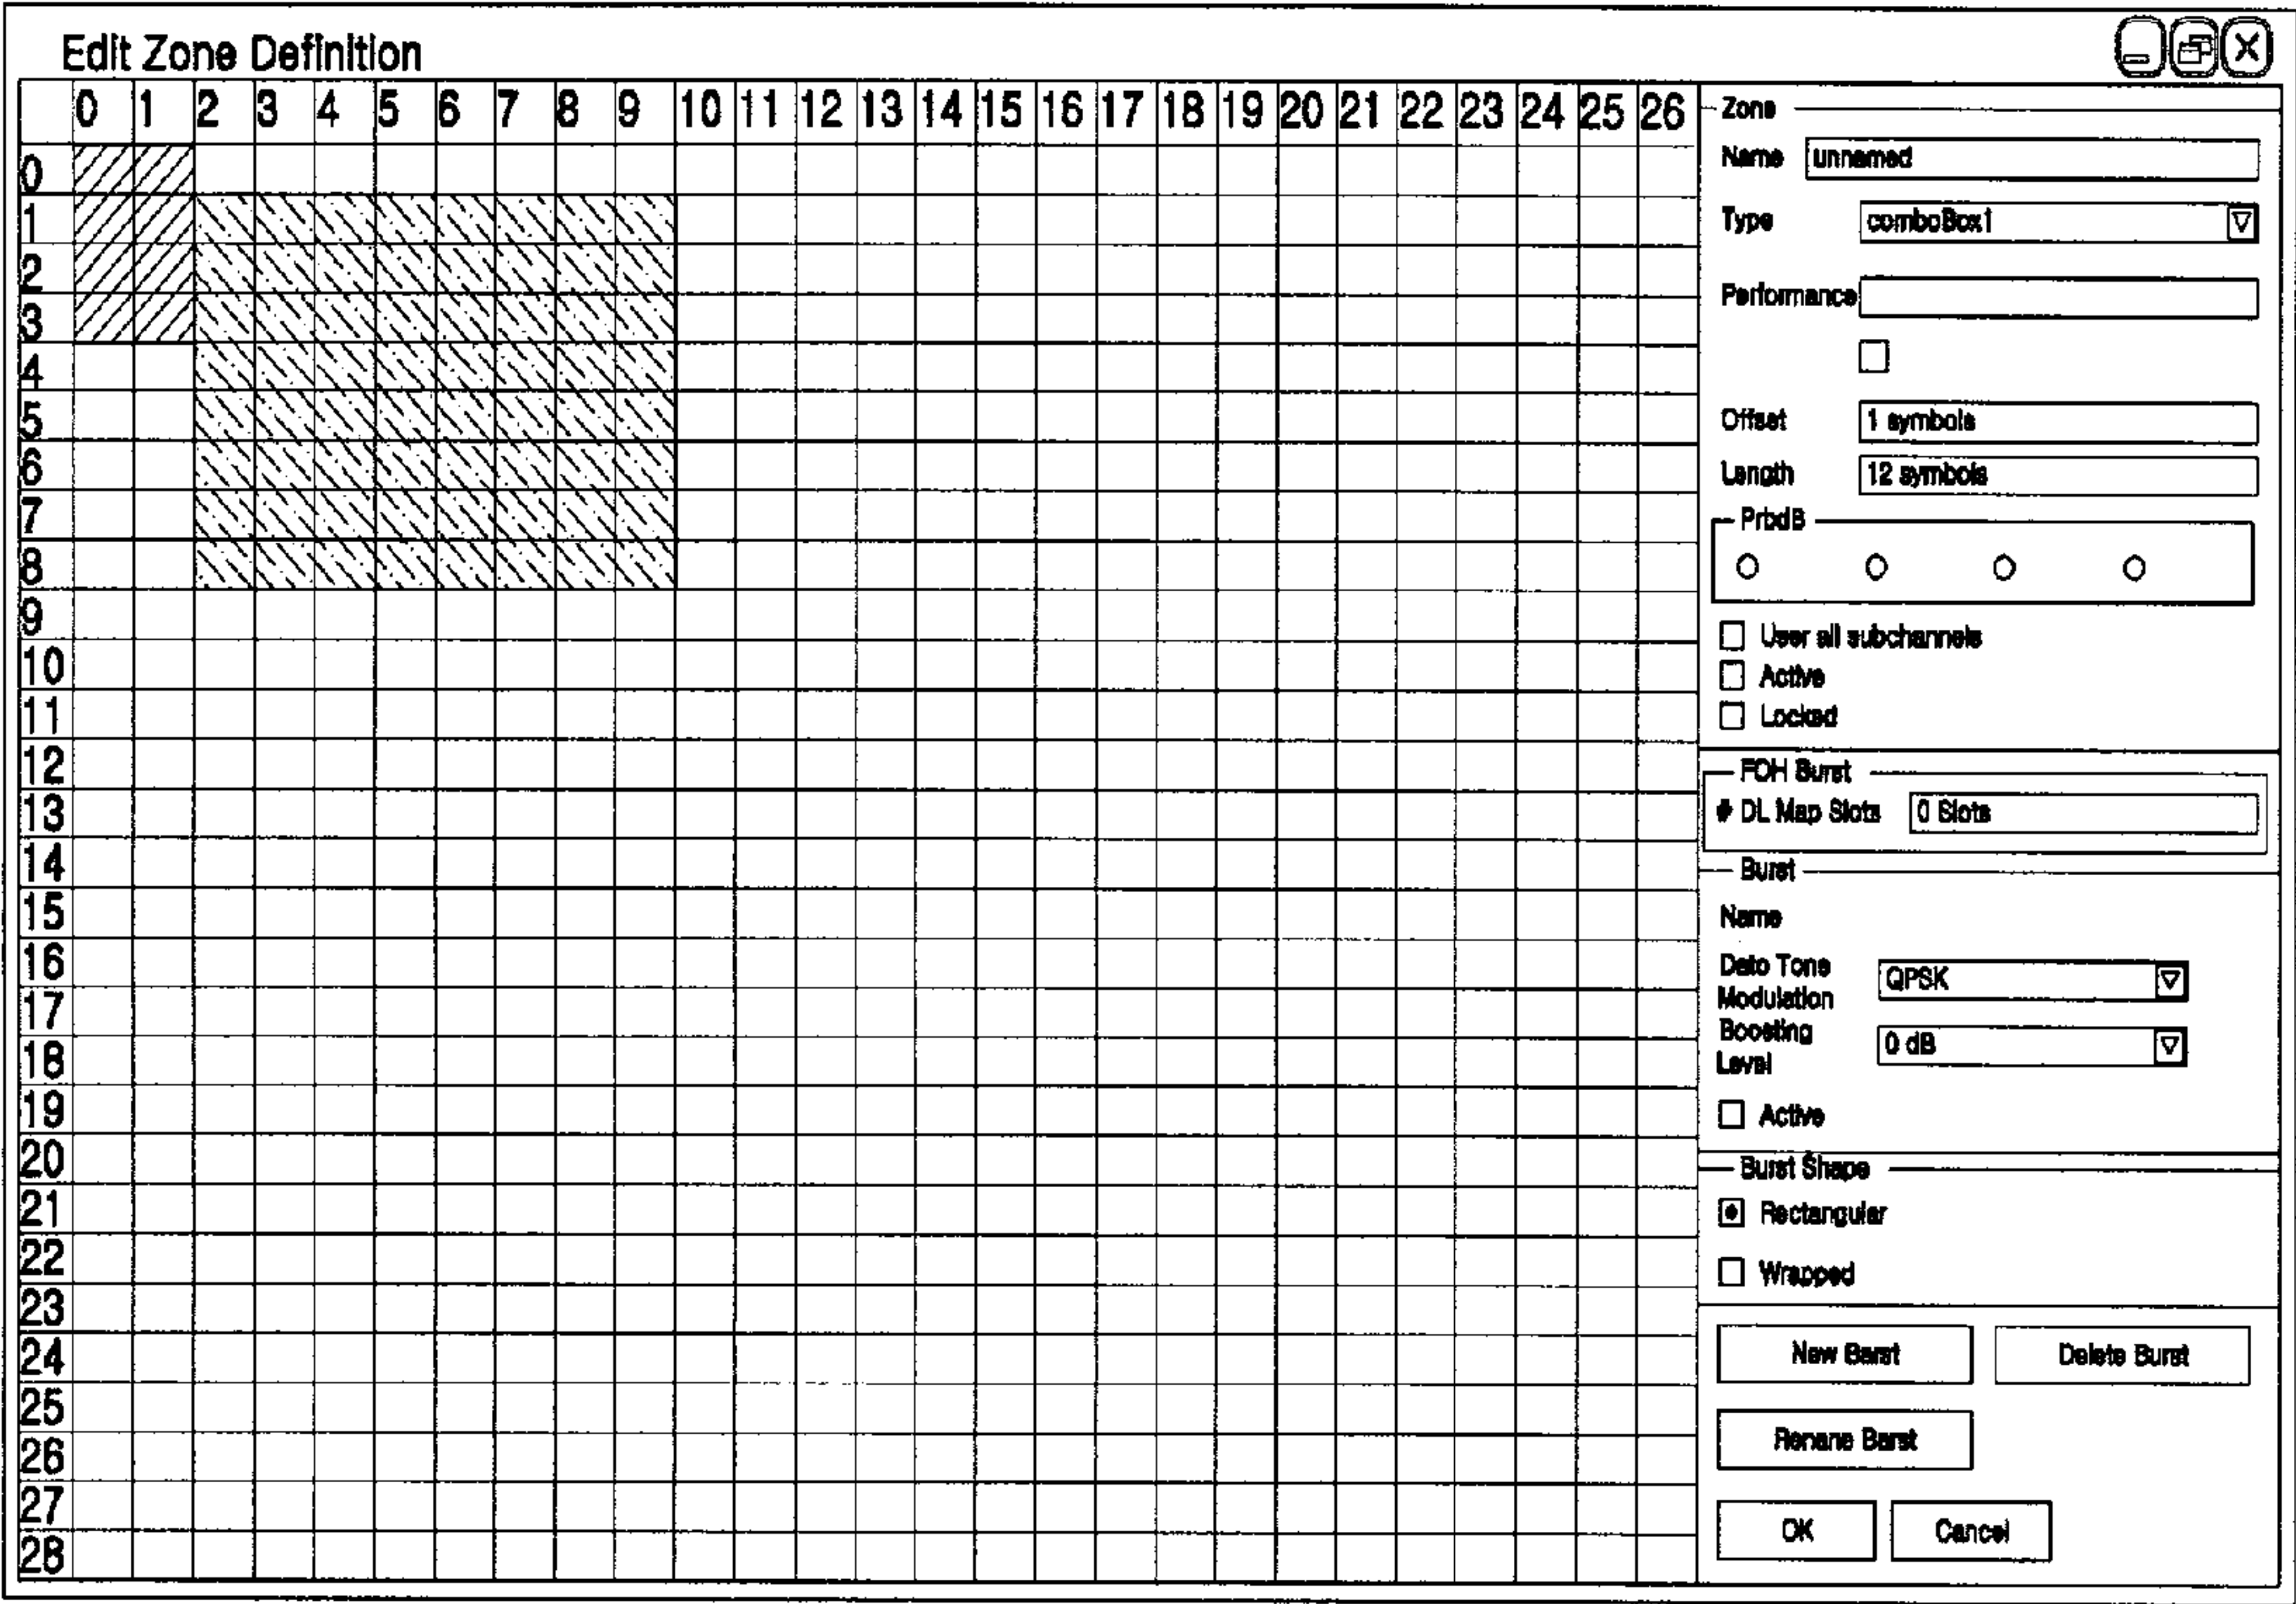 Edit Zone Definition
0 1 2 3 4 5 6 7 8 9 10 11 12 13 14 15 16 17 18 19 20 21 22 23 24 25 26
0
1
2
3
4
5
6
7
8
9
10
11
12
13
14
15
16
17
18
19
20
21
22
23
24
25
26
27
28
Zone
Name unnamed
Type comboBox1
Performance
Offset 1 symbols
Length 12 symbols
PrbdB
User all subchannels
Active
Locked
FOH Burst
# DL Map Slots 0 Slots
Burst
Name
Dato Tone
Modulation QPSK
Boosting
Level 0 dB
Active
Burst Shape
Rectangular
Wrapped
New Barst Delete Burst
Renane Barst
OK Cancel